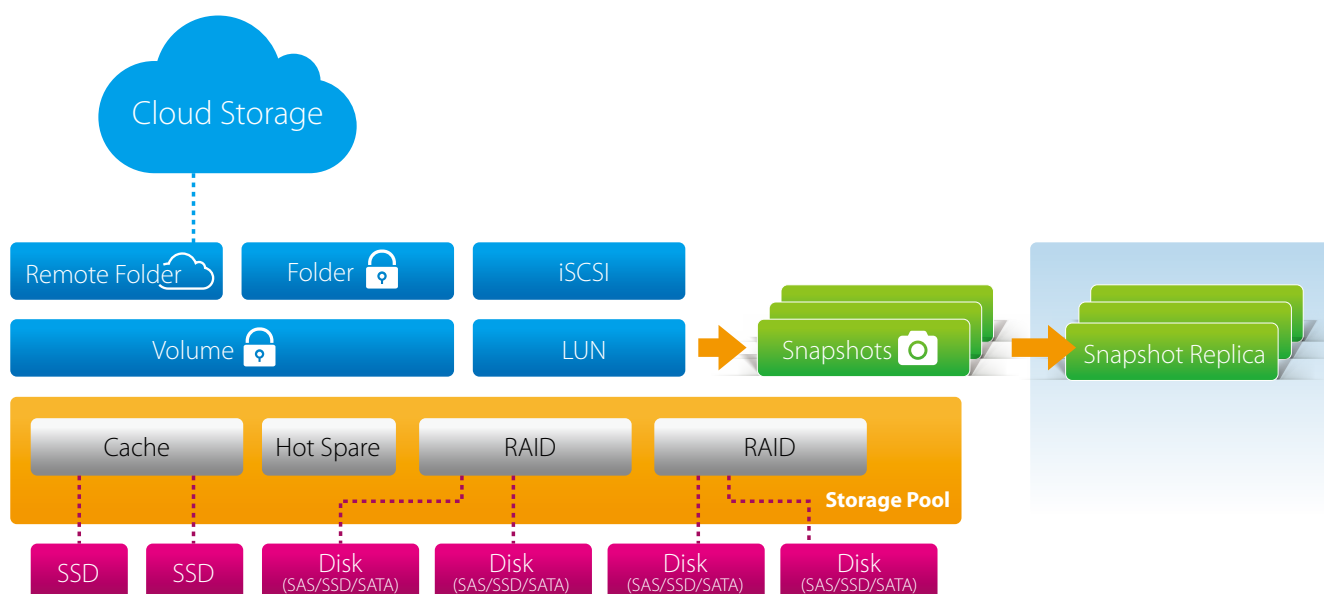 Cloud Storage
Remote Folder
Folder
iSCSI
Volume
LUN
Snapshots
Snapshot Replica
Cache
Hot Spare
RAID
RAID
Storage Pool
SSD
SSD
Disk
(SAS/SSD/SATA)
Disk
(SAS/SSD/SATA)
Disk
(SAS/SSD/SATA)
Disk
(SAS/SSD/SATA)